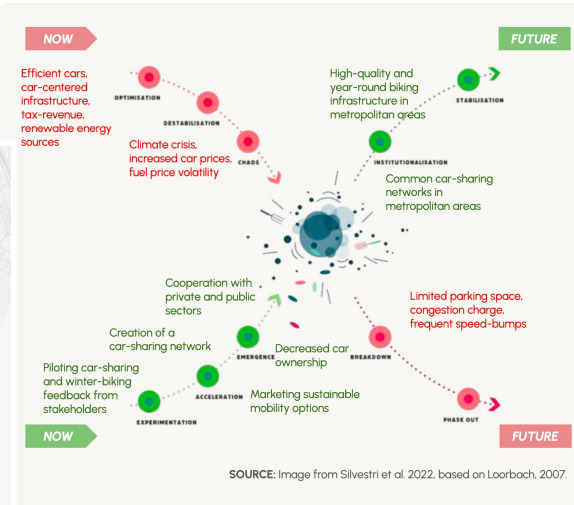 NOW
FUTURE
Efficient cars,
car-centered
infrastructure,
tax-revenue,
renewable energy
sources
OPTIMISATION
DESTABILISATION
Climate crisis,
increased car prices,
fuel price volatility
CHAOS
High-quality and
year-round biking
infrastructure in
metropolitan areas
STABILISATION
INSTITUTIONALISATION
Common car-sharing
networks in
metropolitan areas
Cooperation with
private and public
sectors
Creation of a
car-sharing network
EMERGENCE
Decreased car
ownership
Piloting car-sharing
and winter-biking
feedback from
stakeholders
ACCELERATION
Marketing sustainable
mobility options
EXPERIMENTATION
Limited parking space,
congestion charge,
frequent speed-bumps
BREAKDOWN
PHASE OUT
NOW
FUTURE
SOURCE: Image from Silvestri et al. 2022, based on Loorbach, 2007.